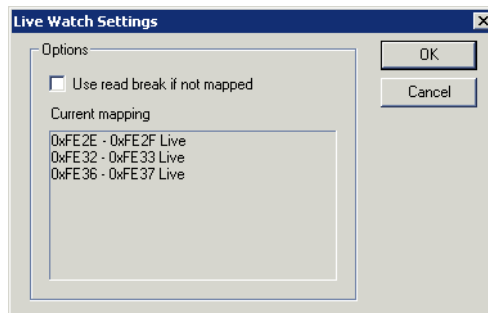 Live Watch Settings
Options
Use read break if not mapped
Current mapping
0xFE2E - 0xFE2F Live
0xFE32 - 0xFE33 Live
0xFE36 - 0xFE37 Live
OK
Cancel